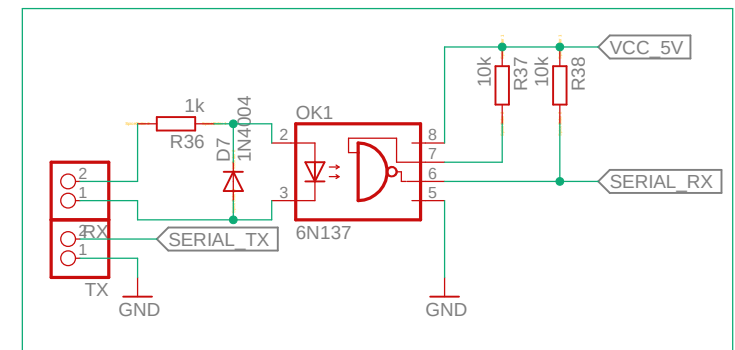 VCC_5V
10k
R37
10k
R38
1k
R36
D7
1N4004
OK1
2
3
8
7
6
5
6N137
SERIAL_RX
2
1
RX
2
1
SERIAL_TX
TX
GND
GND